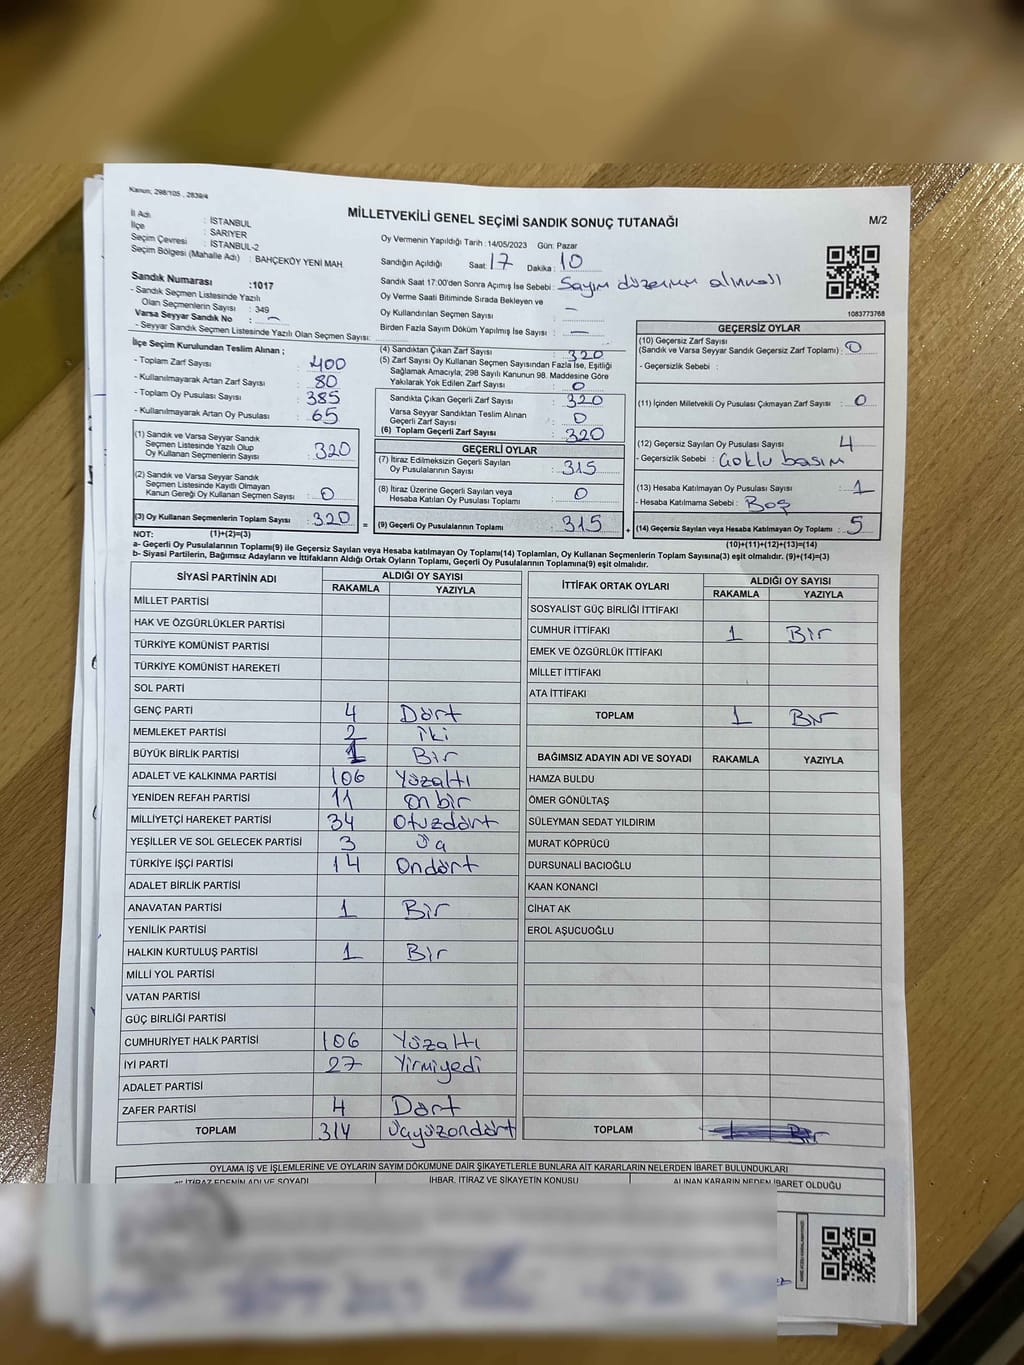 Kanun; 298/105 , 2839/4
MİLLETVEKİLİ GENEL SEÇİMİ SANDIK SONUÇ TUTANAĞI
M/2
İl Adı : İSTANBUL
İlçe : SARIYER
Seçim Çevresi : İSTANBUL-2
Seçim Bölgesi (Mahalle Adı) : BAHÇEKÖY YENİ MAH.
Sandık Numarası :1017
- Sandık Seçmen Listesinde Yazılı
Olan Seçmenlerin Sayısı : 349
Varsa Seyyar Sandık No : -
- Seyyar Sandık Seçmen Listesinde Yazılı Olan Seçmen Sayısı:
Oy Vermenin Yapıldığı Tarih :14/05/2023 Gün: Pazar
Sandığın Açıldığı Saat: 17 Dakika : 10
Sandık Saat 17:00'den Sonra Açımış İse Sebebi : Sayım düzeninin alınması
Oy Verme Saati Bitiminde Sırada Bekleyen ve
Oy Kullandırılan Seçmen Sayısı : -
Birden Fazla Sayım Döküm Yapılmış İse Sayısı : -
1083773768
İlçe Seçim Kurulundan Teslim Alınan ;
- Toplam Zarf Sayısı : 400
- Kullanılmayarak Artan Zarf Sayısı : 80
- Toplam Oy Pusulası Sayısı : 385
- Kullanılmayarak Artan Oy Pusulası : 65
(1) Sandık ve Varsa Seyyar Sandık
Seçmen Listesinde Yazılı Olup
Oy Kullanan Seçmen Sayısı : 320
(2) Sandık ve Varsa Seyyar Sandık
Seçmen Listesinde Kayıtlı Olmayan
Kanun Gereği Oy Kullanan Seçmen Sayısı : 0
(3) Oy Kullanan Seçmenlerin Toplam Sayısı : 320 =
(4) Sandıktan Çıkan Zarf Sayısı : 320
(5) Zarf Sayısı Oy Kullanan Seçmen Sayısından Fazla İse, Eşitliği
Sağlamak Amacıyla; 298 Sayılı Kanunun 98. Maddesine Göre
Yakılarak Yok Edilen Zarf Sayısı : 0
Sandıkta Çıkan Geçerli Zarf Sayısı : 320
Varsa Seyyar Sandıktan Teslim Alınan
Geçerli Zarf Sayısı : 0
(6) Toplam Geçerli Zarf Sayısı : 320
GEÇERLİ OYLAR
(7) İtiraz Edilmeksizin Geçerli Sayılan
Oy Pusulalarının Sayısı : 315
(8) İtiraz Üzerine Geçerli Sayılan veya
Hesaba Katılan Oy Pusulası Toplamı : 0
(9) Geçerli Oy Pusulalarının Toplamı : 315 +
GEÇERSİZ OYLAR
(10) Geçersiz Zarf Sayısı
(Sandık ve Varsa Seyyar Sandık Geçersiz Zarf Toplamı) : 0
- Geçersizlik Sebebi :
(11) İçinden Milletvekili Oy Pusulası Çıkmayan Zarf Sayısı : 0
(12) Geçersiz Sayılan Oy Pusulası Sayısı : 4
- Geçersizlik Sebebi : Çoklu basım
(13) Hesaba Katılmayan Oy Pusulası Sayısı : 1
- Hesaba Katılmama Sebebi : Boş
(14) Geçersiz Sayılan veya Hesaba Katılmayan Oy Toplamı : 5
NOT: (1)+(2)=(3) (10)+(11)+(12)+(13)=(14)
a- Geçerli Oy Pusulalarının Toplamı(9) ile Geçersiz Sayılan veya Hesaba katılmayan Oy Toplamı(14) Toplamları, Oy Kullanan Seçmenlerin Toplam Sayısına(3) eşit olmalıdır. (9)+(14)=(3)
b- Siyasi Partilerin, Bağımsız Adayların ve İttifakların Aldığı Ortak Oyların Toplamı, Geçerli Oy Pusulalarının Toplamına(9) eşit olmalıdır.
SİYASİ PARTİNİN ADI ALDIĞI OY SAYISI
RAKAMLA YAZIYLA
MİLLET PARTİSİ
HAK VE ÖZGÜRLÜKLER PARTİSİ
TÜRKİYE KOMÜNİST PARTİSİ
TÜRKİYE KOMÜNİST HAREKETİ
SOL PARTİ
GENÇ PARTİ 4 Dört
MEMLEKET PARTİSİ 2 iki
BÜYÜK BİRLİK PARTİSİ 1 Bir
ADALET VE KALKINMA PARTİSİ 106 Yüzaltı
YENİDEN REFAH PARTİSİ 11 onbir
MİLLİYETÇİ HAREKET PARTİSİ 34 Otuzdört
YEŞİLLER VE SOL GELECEK PARTİSİ 3 Üç
TÜRKİYE İŞÇİ PARTİSİ 14 Ondört
ADALET BİRLİK PARTİSİ
ANAVATAN PARTİSİ 1 Bir
YENİLİK PARTİSİ
HALKIN KURTULUŞ PARTİSİ 1 Bir
MİLLİ YOL PARTİSİ
VATAN PARTİSİ
GÜÇ BİRLİĞİ PARTİSİ
CUMHURİYET HALK PARTİSİ 106 Yüzaltı
İYİ PARTİ 27 Yirmiyedi
ADALET PARTİSİ
ZAFER PARTİSİ 4 Dört
TOPLAM 314 Üçyüzondört
İTTİFAK ORTAK OYLARI ALDIĞI OY SAYISI
RAKAMLA YAZIYLA
SOSYALİST GÜÇ BİRLİĞİ İTTİFAKI
CUMHUR İTTİFAKI 1 Bir
EMEK VE ÖZGÜRLÜK İTTİFAKI
MİLLET İTTİFAKI
ATA İTTİFAKI
TOPLAM 1 Bir
BAĞIMSIZ ADAYIN ADI VE SOYADI RAKAMLA YAZIYLA
HAMZA BULDU
ÖMER GÖNÜLTAŞ
SÜLEYMAN SEDAT YILDIRIM
MURAT KÖPRÜCÜ
DURSUNALİ BACIOĞLU
KAAN KONANCI
CİHAT AK
EROL AŞUCUOĞLU
TOPLAM 1 Bir
OYLAMA İŞ VE İŞLEMLERİNE VE OYLARIN SAYIM DÖKÜMÜNE DAİR ŞİKAYETLERLE BUNLARA AİT KARARLARIN NELERDEN İBARET BULUNDUKLARI
İTİRAZ EDENİN ADI VE SOYADI İHBAR, İTİRAZ VE ŞİKAYETİN KONUSU ALINAN KARARIN NEDEN İBARET OLDUĞU